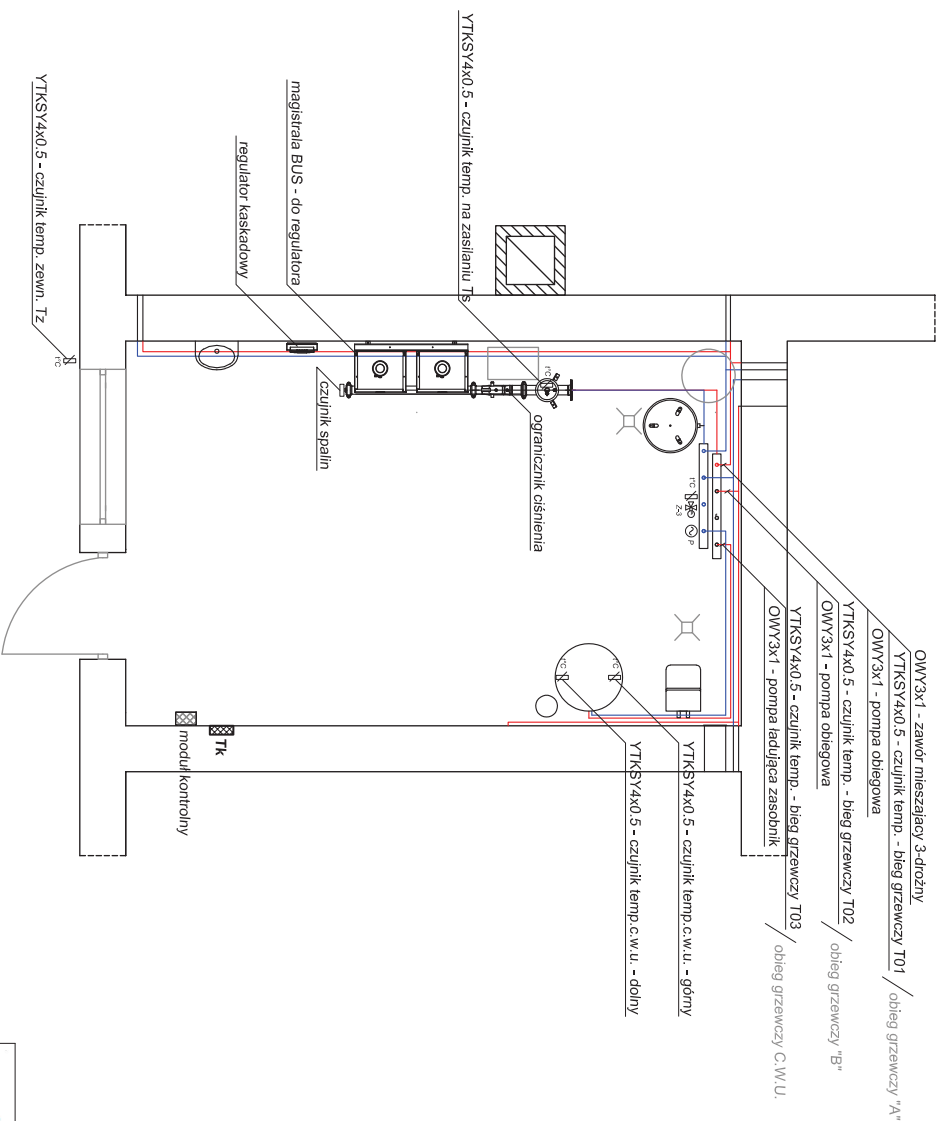 OWY3x1 - zawór mieszajacy 3-drożny
YTKSY4x0.5 - czujnik temp. - bieg grzewczy T01
OWY3x1 - pompa obiegowa
obieg grzewczy "A"
YTKSY4x0.5 - czujnik temp. - bieg grzewczy T02
OWY3x1 - pompa obiegowa
obieg grzewczy "B"
YTKSY4x0.5 - czujnik temp. - bieg grzewczy T03
OWY3x1 - pompa ładująca zasobnik
obieg grzewczy C.W.U.
YTKSY4x0.5 - czujnik temp.c.w.u. - górny
YTKSY4x0.5 - czujnik temp.c.w.u. - dolny
ogranicznik ciśnienia
YTKSY4x0.5 - czujnik temp. na zasilaniu Ts
czujnik spalin
magistrala BUS - do regulatora
regulator kaskadowy
Tk
moduł kontrolny
YTKSY4x0.5 - czujnik temp. zewn. Tz
t°C
t°C
Z-3
P
t°C
t°C
t°C